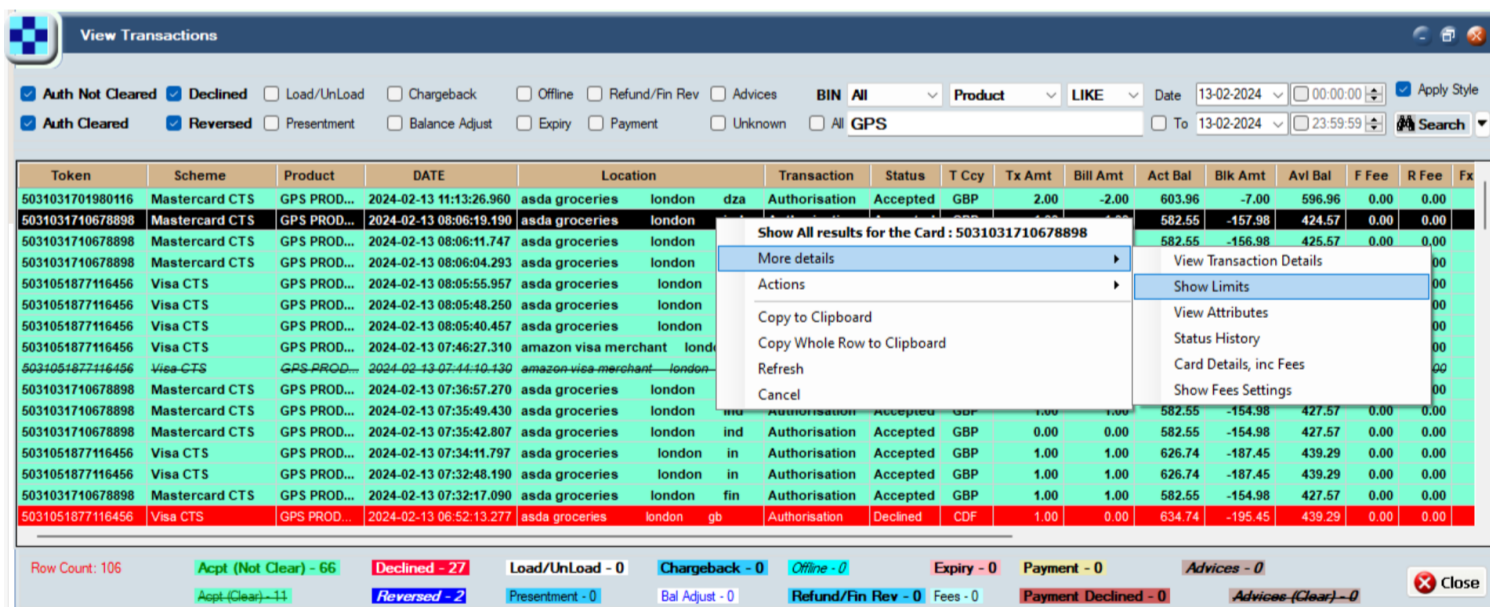 View Transactions
Auth Not Cleared Declined Load/UnLoad Chargeback Offline Refund/Fin Rev Advices BIN All Product LIKE Date 13-02-2024 00:00:00 Apply Style
Auth Cleared Reversed Presentment Balance Adjust Expiry Payment Unknown All GPS To 13-02-2024 23:59:59 Search
Token Scheme Product DATE Location Transaction Status T Ccy Tx Amt Bill Amt Act Bal Blk Amt Avl Bal F Fee R Fee Fx
5031031701980116 Mastercard CTS GPS PROD... 2024-02-13 11:13:26.960 asda groceries london dza Authorisation Accepted GBP 2.00 -2.00 603.96 -7.00 596.96 0.00 0.00
5031031710678898 Mastercard CTS GPS PROD... 2024-02-13 08:06:19.190 asda groceries london 582.55 -157.98 424.57 0.00 0.00
5031031710678898 Mastercard CTS GPS PROD... 2024-02-13 08:06:11.747 asda groceries london 582.55 -156.98 425.57 0.00 0.00
5031031710678898 Mastercard CTS GPS PROD... 2024-02-13 08:06:04.293 asda groceries london 00
5031051877116456 Visa CTS GPS PROD... 2024-02-13 08:05:55.957 asda groceries london 00
5031051877116456 Visa CTS GPS PROD... 2024-02-13 08:05:48.250 asda groceries london 00
5031051877116456 Visa CTS GPS PROD... 2024-02-13 08:05:40.457 asda groceries london 00
5031051877116456 Visa CTS GPS PROD... 2024-02-13 07:46:27.310 amazon visa merchant 00
5031051877116456 Visa CTS GPS PROD... 2024-02-13 07:44:10.130 amazon visa merchant london 00
5031031710678898 Mastercard CTS GPS PROD... 2024-02-13 07:36:57.270 asda groceries london 00
5031031710678898 Mastercard CTS GPS PROD... 2024-02-13 07:35:49.430 asda groceries london ind Authorisation Accepted GBP 1.00 1.00 582.55 -154.98 427.57 0.00 0.00
5031031710678898 Mastercard CTS GPS PROD... 2024-02-13 07:35:42.807 asda groceries london ind Authorisation Accepted GBP 0.00 0.00 582.55 -154.98 427.57 0.00 0.00
5031051877116456 Visa CTS GPS PROD... 2024-02-13 07:34:11.797 asda groceries london in Authorisation Accepted GBP 1.00 1.00 626.74 -187.45 439.29 0.00 0.00
5031051877116456 Visa CTS GPS PROD... 2024-02-13 07:32:48.190 asda groceries london in Authorisation Accepted GBP 1.00 1.00 626.74 -187.45 439.29 0.00 0.00
5031031710678898 Mastercard CTS GPS PROD... 2024-02-13 07:32:17.090 asda groceries london fin Authorisation Accepted GBP 1.00 1.00 582.55 -154.98 427.57 0.00 0.00
5031051877116456 Visa CTS GPS PROD... 2024-02-13 06:52:13.277 asda groceries london gb Authorisation Declined CDF 1.00 0.00 634.74 -195.45 439.29 0.00 0.00
Show All results for the Card : 5031031710678898
More details
Actions
Copy to Clipboard
Copy Whole Row to Clipboard
Refresh
Cancel
View Transaction Details
Show Limits
View Attributes
Status History
Card Details, inc Fees
Show Fees Settings
Row Count: 106 Acpt (Not Clear) - 66 Declined - 27 Load/UnLoad - 0 Chargeback - 0 Offline - 0 Expiry - 0 Payment - 0 Advices - 0
Acpt (Clear) - 11 Reversed - 2 Presentment - 0 Bal Adjust - 0 Refund/Fin Rev - 0 Fees - 0 Payment Declined - 0 Advices (Clear) - 0
Close